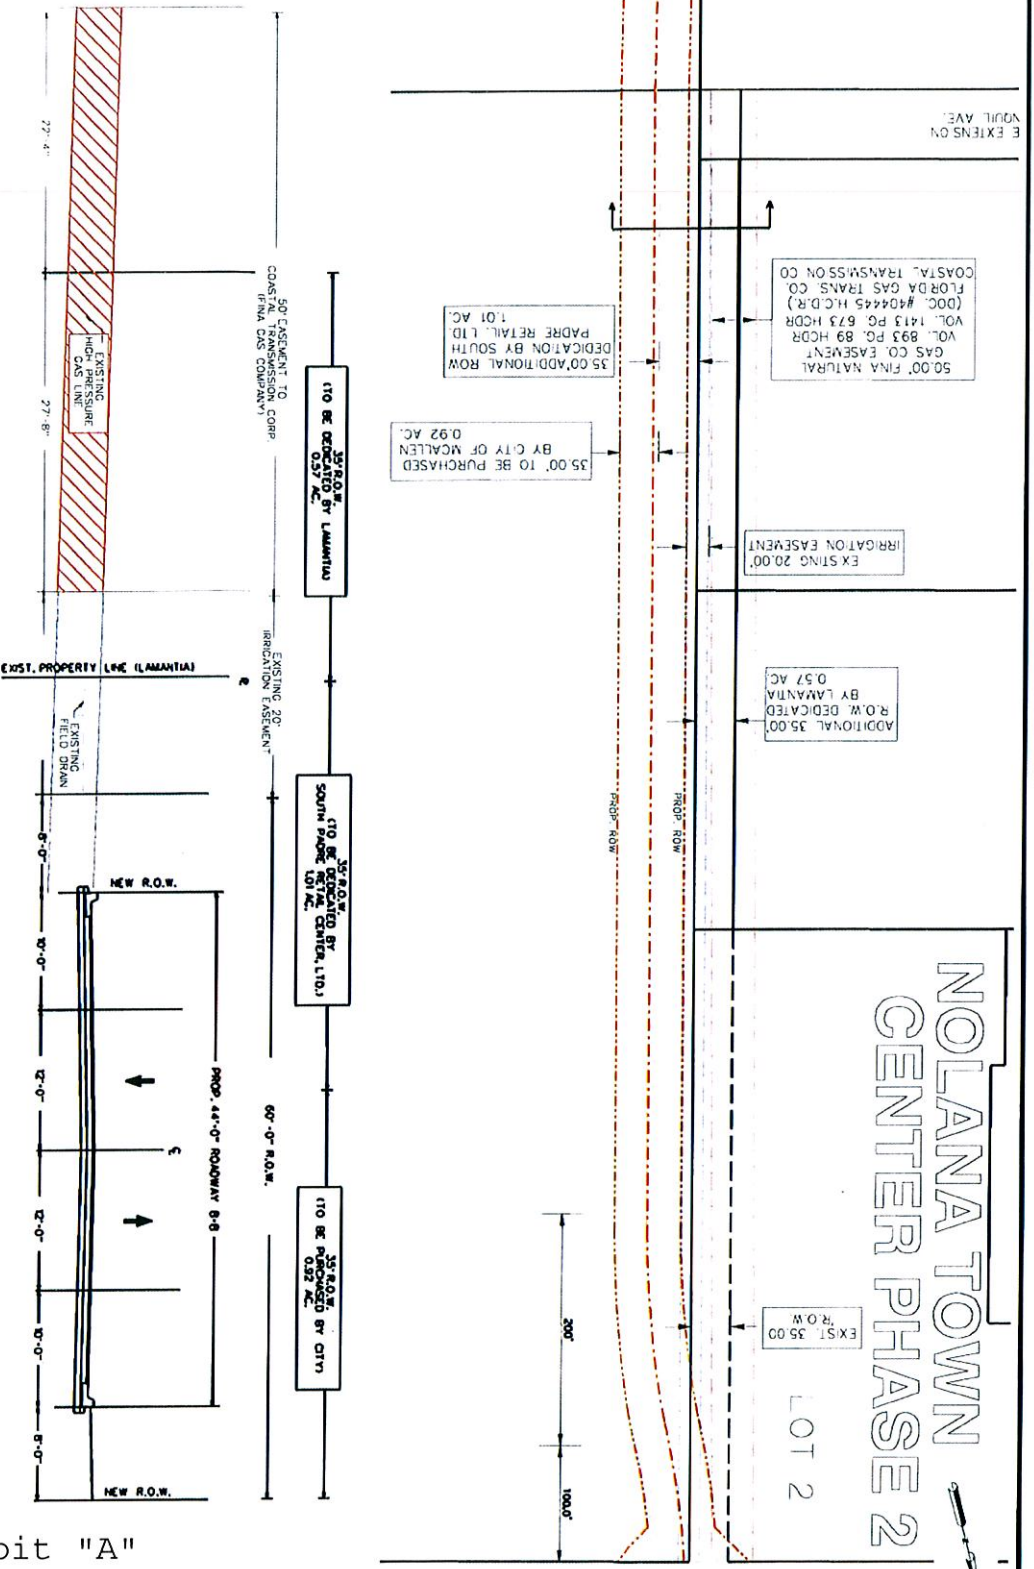 E EXTENSION
NQUIL AVE.
50.00' FINA NATURAL
GAS CO. EASEMENT
VOL. 893 PG. 89 HCDR
VOL. 1413 PG. 673 HCDR
(DOC. #404445 H.C.D.R.)
FLORIDA GAS TRANS. CO.
COASTAL TRANSMISSION CO
35.00' ADDITIONAL ROW
DEDICATION BY SOUTH
PADRE RETAIL. LTD.
1.01 AC.
35.00' TO BE PURCHASED
BY CITY OF MCALLEN
0.92 AC.
EXISTING 20.00'
IRRIGATION EASEMENT
ADDITIONAL 35.00'
R.O.W. DEDICATED
BY LAMANTIA
0.57 AC.
PROP. ROW
PROP. ROW
NOLANA TOWN
CENTER PHASE 2
LOT 2
EXIST. 35.00
R.O.W.
200'
100.0'
22'-4"
27'-8"
EXISTING
HIGH PRESSURE
GAS LINE
50' EASEMENT TO
COASTAL TRANSMISSION CORP.
(FINA GAS COMPANY)
35' R.O.W.
(TO BE DEDICATED BY LAMANTIA)
0.57 AC.
EXIST. PROPERTY LINE (LAMANTIA)
EXISTING 20'
IRRIGATION EASEMENT
EXISTING
FIELD DRAIN
35' R.O.W.
(TO BE DEDICATED BY
SOUTH PADRE RETAIL CENTER, LTD.)
1.01 AC.
NEW R.O.W.
PROP. 44'-0" ROADWAY B-B
60'-0" R.O.W.
35' R.O.W.
(TO BE PURCHASED BY CITY)
0.92 AC.
8'-0"
10'-0"
12'-0"
12'-0"
10'-0"
8'-0"
NEW R.O.W.
bit "A"